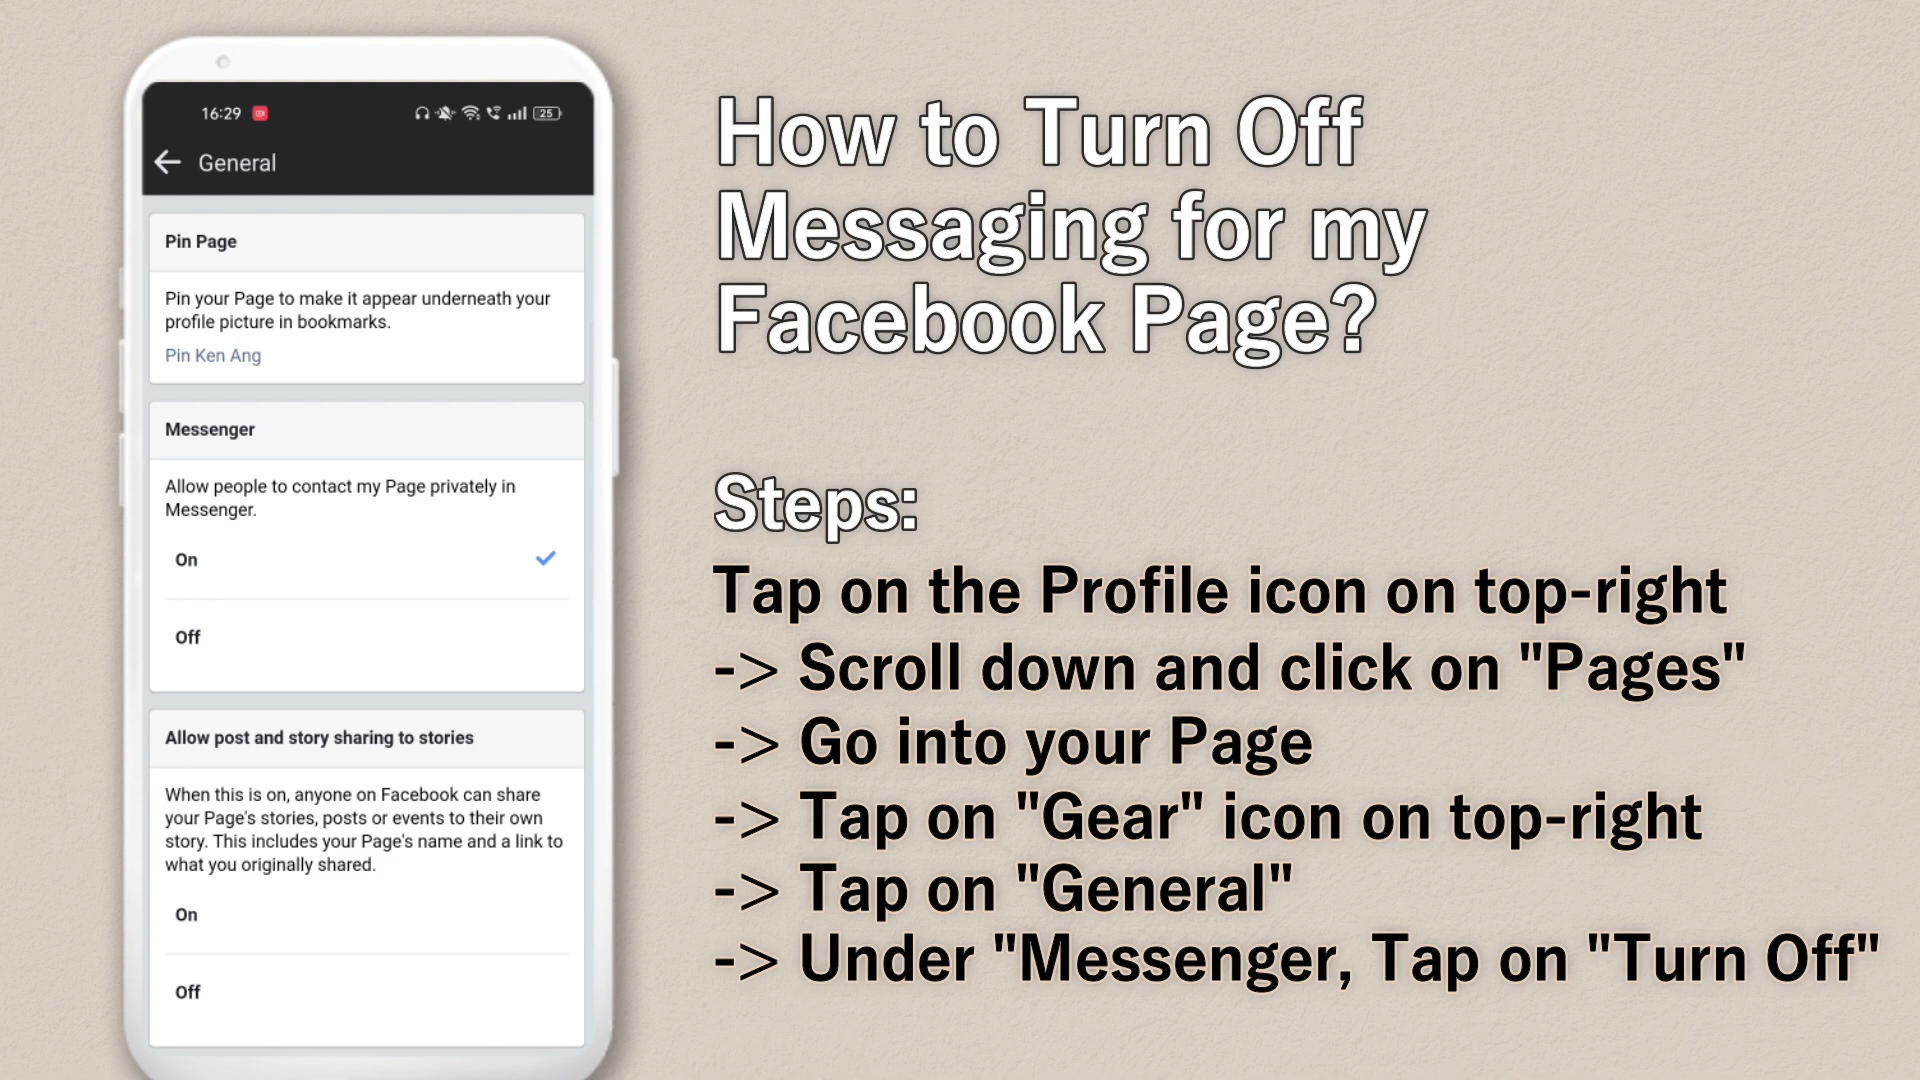 16:29
25
General
Pin Page
Pin your Page to make it appear underneath your
profile picture in bookmarks.
Pin Ken Ang
Messenger
Allow people to contact my Page privately in
Messenger.
On
Off
Allow post and story sharing to stories
When this is on, anyone on Facebook can share
your Page's stories, posts or events to their own
story. This includes your Page's name and a link to
what you originally shared.
On
Off
How to Turn Off
Messaging for my
Facebook Page?
Steps:
Tap on the Profile icon on top-right
-> Scroll down and click on "Pages"
-> Go into your Page
-> Tap on "Gear" icon on top-right
-> Tap on "General"
-> Under "Messenger, Tap on "Turn Off"